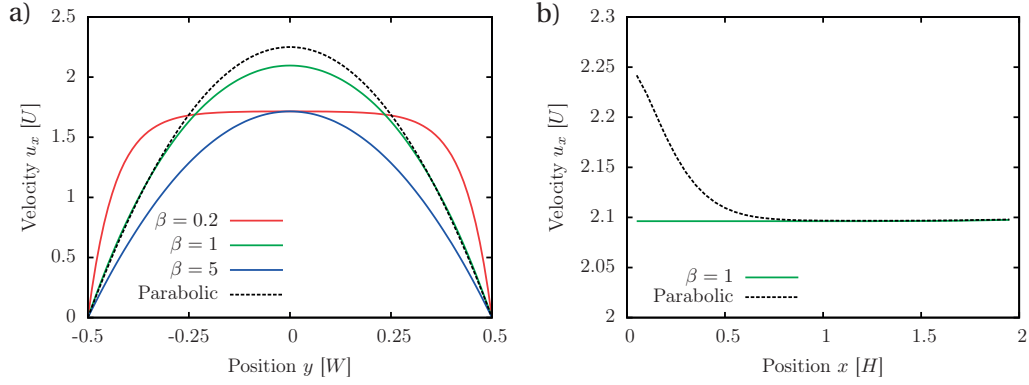 a)
Velocity u_x [U]
2.5
2
1.5
1
0.5
0
β = 0.2
β = 1
β = 5
Parabolic
-0.5 -0.25 0 0.25 0.5
Position y [W]
b)
Velocity u_x [U]
2.3
2.25
2.2
2.15
2.1
2.05
2
β = 1
Parabolic
0 0.5 1 1.5 2
Position x [H]